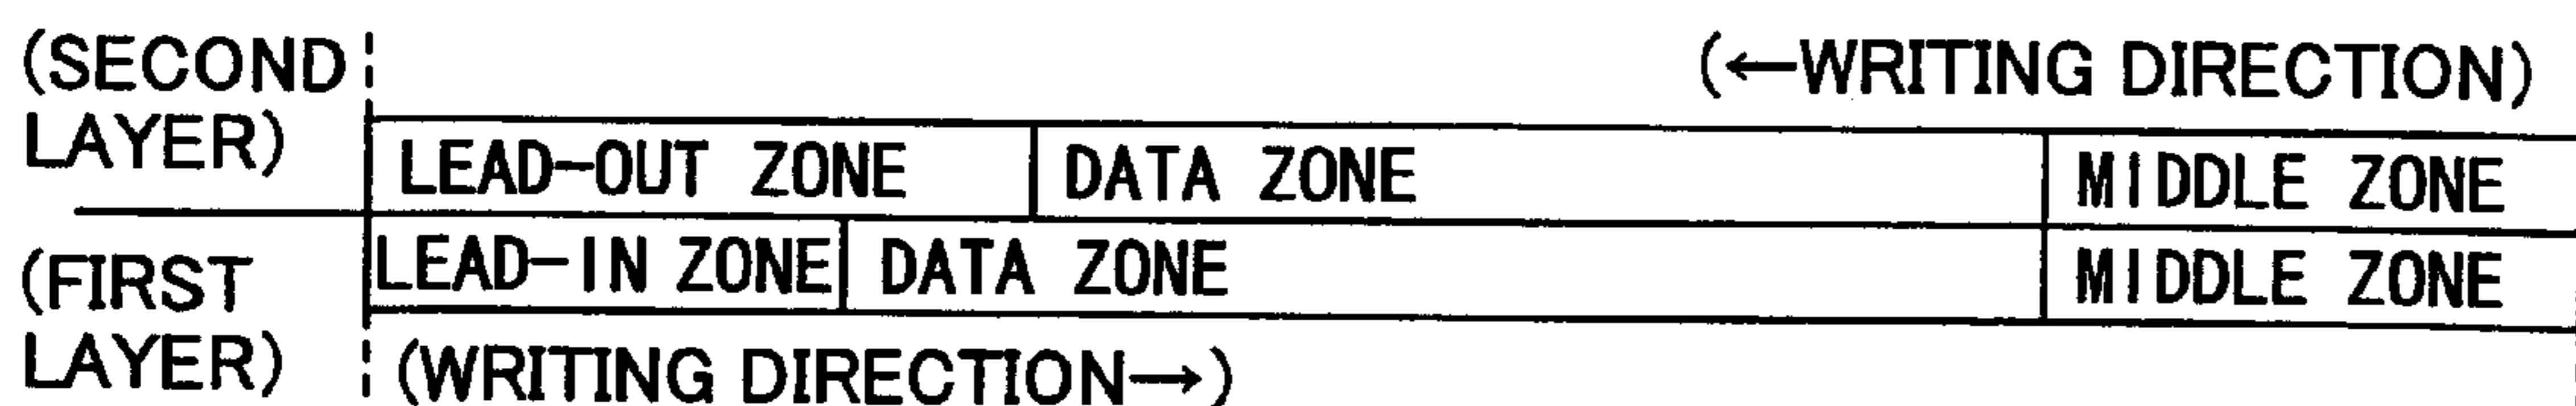 (SECOND
LAYER)
(←WRITING DIRECTION)
LEAD-OUT ZONE DATA ZONE MIDDLE ZONE
LEAD-IN ZONE DATA ZONE MIDDLE ZONE
(FIRST
LAYER)
(WRITING DIRECTION→)